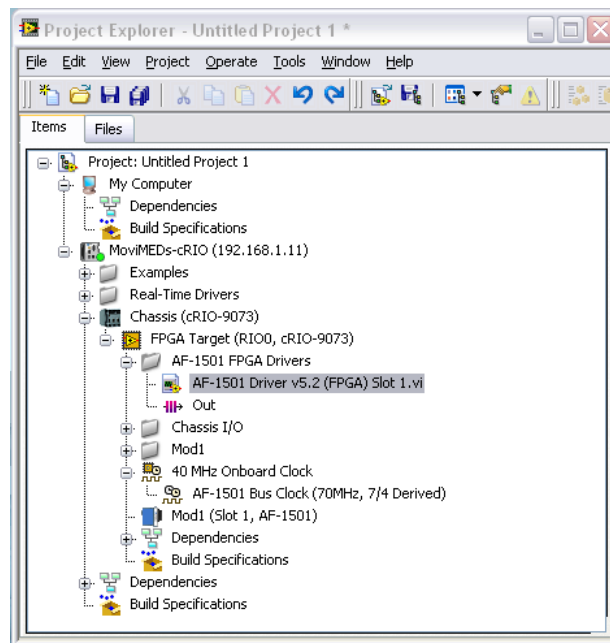 Project Explorer - Untitled Project 1 *
File Edit View Project Operate Tools Window Help
Items Files
Project: Untitled Project 1
My Computer
Dependencies
Build Specifications
MoviMEDs-cRIO (192.168.1.11)
Examples
Real-Time Drivers
Chassis (cRIO-9073)
FPGA Target (RIO0, cRIO-9073)
AF-1501 FPGA Drivers
AF-1501 Driver v5.2 (FPGA) Slot 1.vi
Out
Chassis I/O
Mod1
40 MHz Onboard Clock
AF-1501 Bus Clock (70MHz, 7/4 Derived)
Mod1 (Slot 1, AF-1501)
Dependencies
Build Specifications
Dependencies
Build Specifications